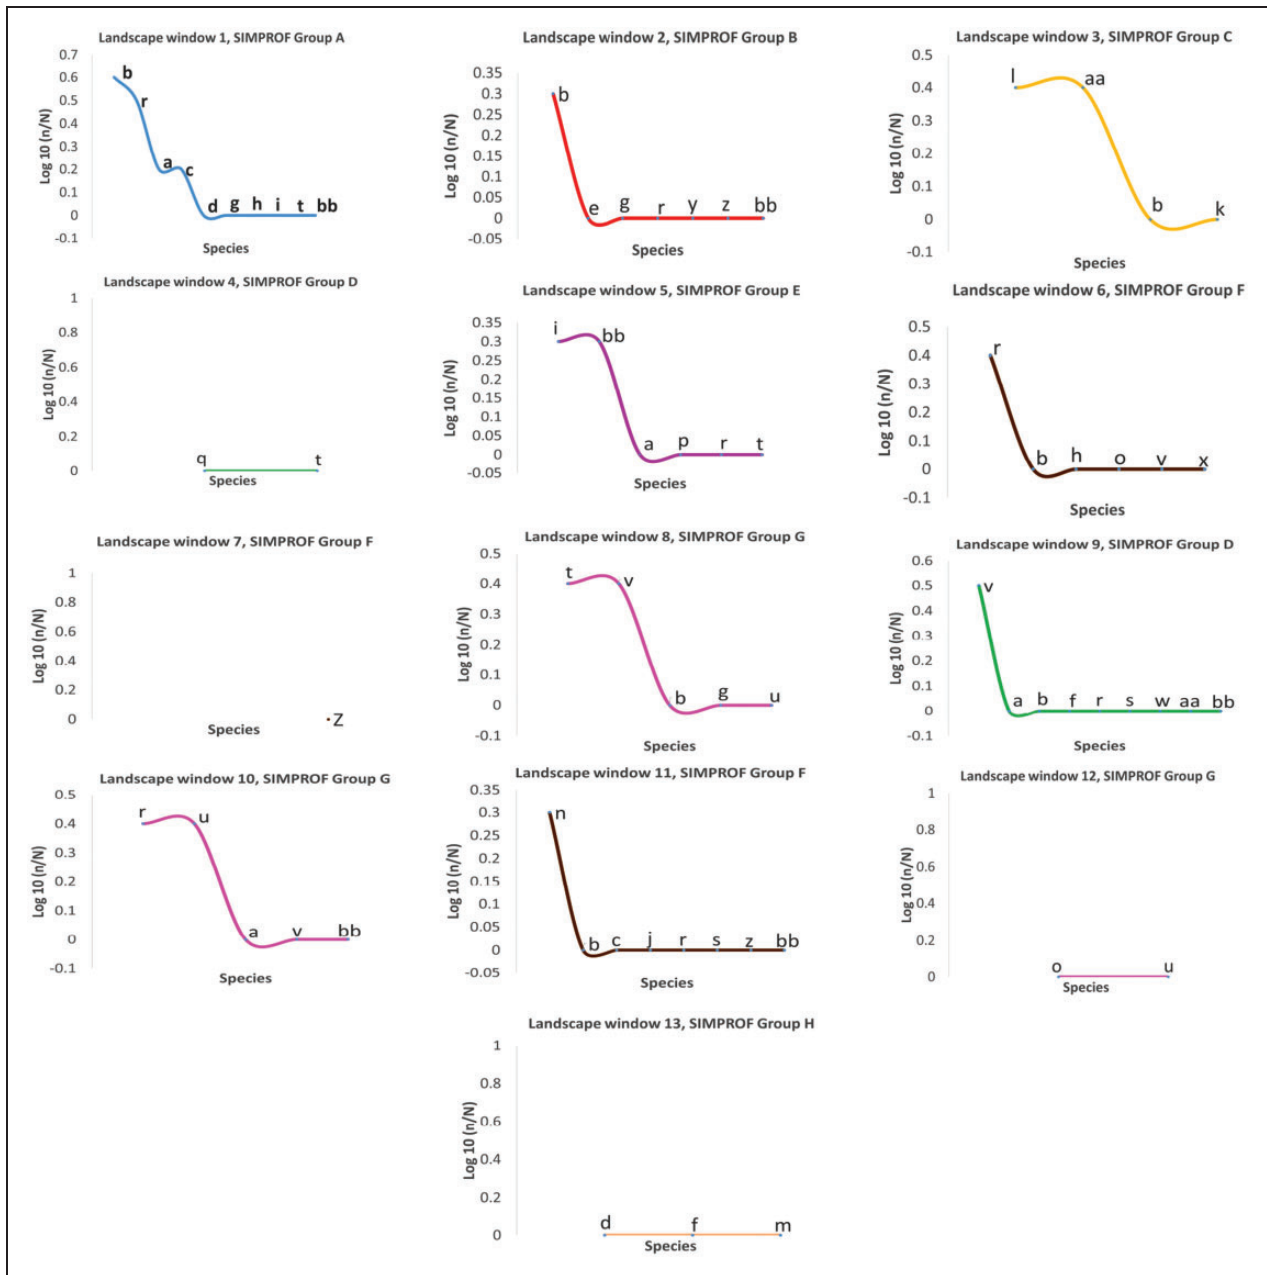 Landscape window 1, SIMPROF Group A
0.7
0.6
0.5
0.4
0.3
0.2
0.1
0
-0.1
Log 10 (n/N)
b
r
a
c
d g h i t bb
Species
Landscape window 2, SIMPROF Group B
0.35
0.3
0.25
0.2
0.15
0.1
0.05
0
-0.05
Log 10 (n/N)
b
e g r y z bb
Species
Landscape window 3, SIMPROF Group C
0.5
0.4
0.3
0.2
0.1
0
-0.1
Log 10 (n/N)
l aa
b k
Species
Landscape window 4, SIMPROF Group D
1
0.8
0.6
0.4
0.2
0
Log 10 (n/N)
q t
Species
Landscape window 5, SIMPROF Group E
0.35
0.3
0.25
0.2
0.15
0.1
0.05
0
-0.05
Log 10 (n/N)
i bb
a p r t
Species
Landscape window 6, SIMPROF Group F
0.5
0.4
0.3
0.2
0.1
0
-0.1
Log 10 (n/N)
r
b h o v x
Species
Landscape window 7, SIMPROF Group F
1
0.8
0.6
0.4
0.2
0
Log 10 (n/N)
Z
Species
Landscape window 8, SIMPROF Group G
0.5
0.4
0.3
0.2
0.1
0
-0.1
Log 10 (n/N)
t v
b g u
Species
Landscape window 9, SIMPROF Group D
0.6
0.5
0.4
0.3
0.2
0.1
0
-0.1
Log 10 (n/N)
v
a b f r s w aa bb
Species
Landscape window 10, SIMPROF Group G
0.5
0.4
0.3
0.2
0.1
0
-0.1
Log 10 (n/N)
r u
a v bb
Species
Landscape window 11, SIMPROF Group F
0.35
0.3
0.25
0.2
0.15
0.1
0.05
0
-0.05
Log 10 (n/N)
n
b c j r s z bb
Species
Landscape window 12, SIMPROF Group G
1
0.8
0.6
0.4
0.2
0
Log 10 (n/N)
o u
Species
Landscape window 13, SIMPROF Group H
1
0.8
0.6
0.4
0.2
0
Log 10 (n/N)
d f m
Species